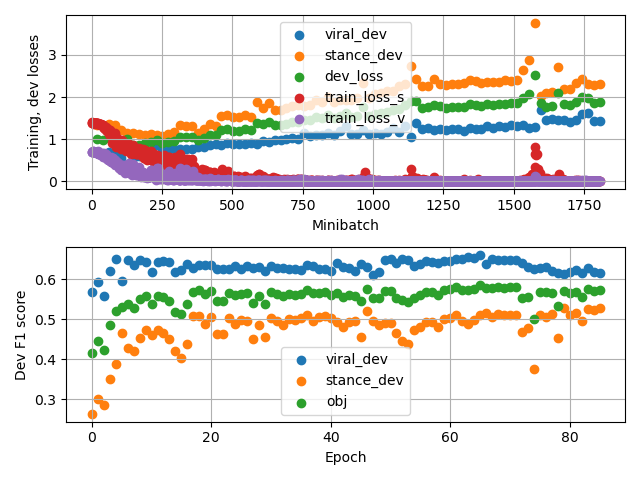 Training, dev losses
3
2
1
0
viral_dev
stance_dev
dev_loss
train_loss_s
train_loss_v
0
250
500
750
1000
1250
1500
1750
Minibatch
Dev F1 score
0.6
0.5
0.4
0.3
viral_dev
stance_dev
obj
0
20
40
60
80
Epoch